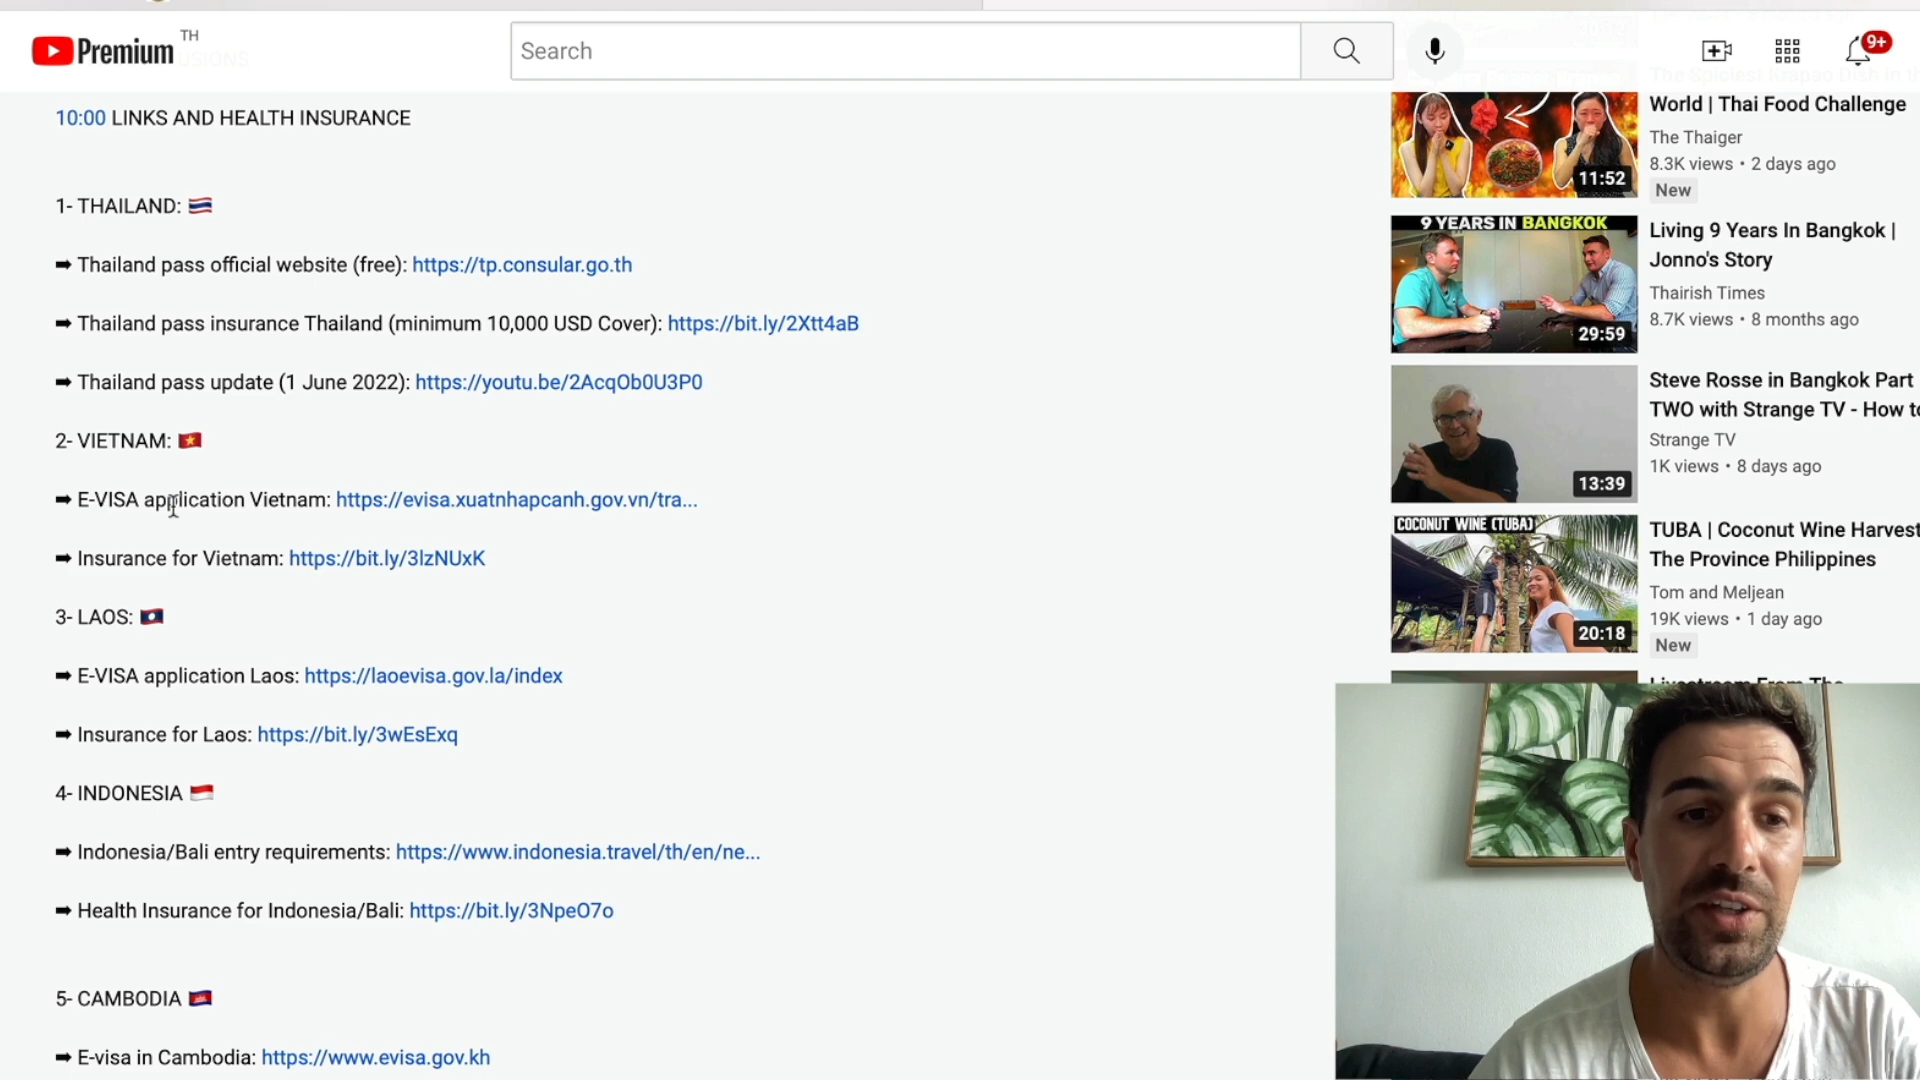 Premium TH
Search
9+
10:00 LINKS AND HEALTH INSURANCE
1- THAILAND: 🇹🇭
➡ Thailand pass official website (free): https://tp.consular.go.th
➡ Thailand pass insurance Thailand (minimum 10,000 USD Cover): https://bit.ly/2Xtt4aB
➡ Thailand pass update (1 June 2022): https://youtu.be/2AcqOb0U3P0
2- VIETNAM: 🇻🇳
➡ E-VISA application Vietnam: https://evisa.xuatnhapcanh.gov.vn/tra...
➡ Insurance for Vietnam: https://bit.ly/3lzNUxK
3- LAOS: 🇱🇦
➡ E-VISA application Laos: https://laoevisa.gov.la/index
➡ Insurance for Laos: https://bit.ly/3wEsExq
4- INDONESIA 🇮🇩
➡ Indonesia/Bali entry requirements: https://www.indonesia.travel/th/en/ne...
➡ Health Insurance for Indonesia/Bali: https://bit.ly/3NpeO7o
5- CAMBODIA 🇰🇭
➡ E-visa in Cambodia: https://www.evisa.gov.kh
11:52
World | Thai Food Challenge
The Thaiger
8.3K views • 2 days ago
New
9 YEARS IN BANGKOK
29:59
Living 9 Years In Bangkok |
Jonno's Story
Thairish Times
8.7K views • 8 months ago
13:39
Steve Rosse in Bangkok Part
TWO with Strange TV - How to
Strange TV
1K views • 8 days ago
COCONUT WINE (TUBA)
20:18
TUBA | Coconut Wine Harvest
The Province Philippines
Tom and Meljean
19K views • 1 day ago
New